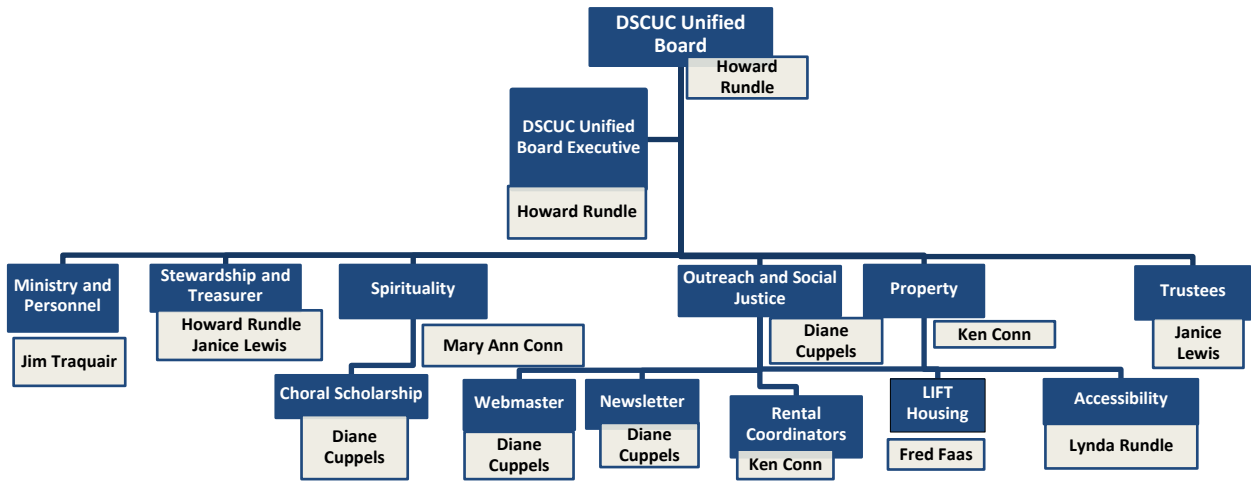 DSCUC Unified
Board
Howard
Rundle
DSCUC Unified
Board Executive
Howard Rundle
Ministry and
Personnel
Jim Traquair
Stewardship and
Treasurer
Howard Rundle
Janice Lewis
Spirituality
Mary Ann Conn
Outreach and Social
Justice
Diane
Cuppels
Property
Ken Conn
Trustees
Janice
Lewis
Choral Scholarship
Diane
Cuppels
Webmaster
Diane
Cuppels
Newsletter
Diane
Cuppels
Rental
Coordinators
Ken Conn
LIFT
Housing
Fred Faas
Accessibility
Lynda Rundle